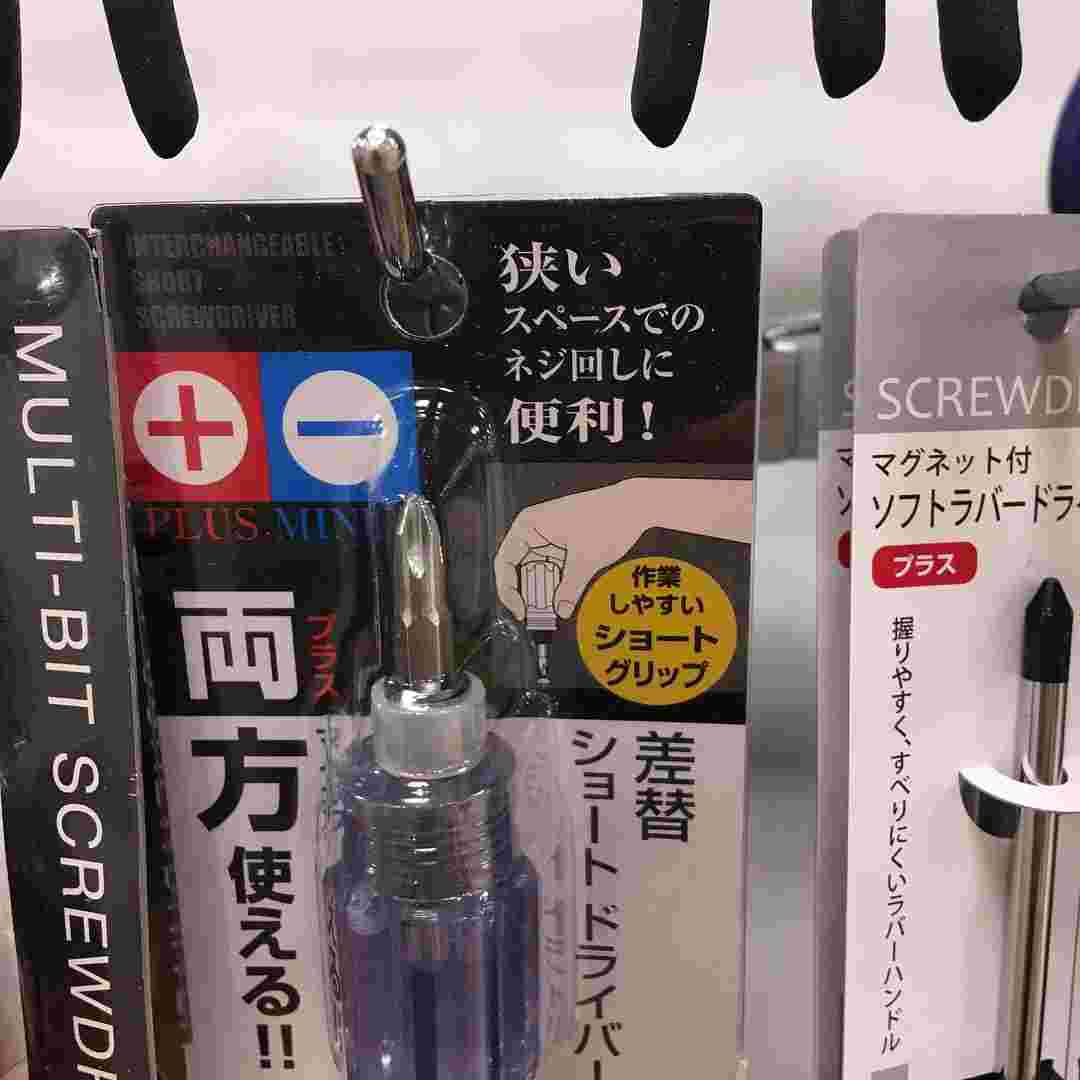 MULTI-BIT SCREWDR
INTERCHANGEABLE
SHORT
SCREWDRIVER
狭い
スペースでの
ネジ回しに
便利!
PLUS.MINU
作業
しやすい
ショート
グリップ
両方使える!!
プラス
差替
ショートドライバー
SCREWD
マグネット付
ソフトラバードラ
プラス
握りやすく、すべりにくいラバーハンドル